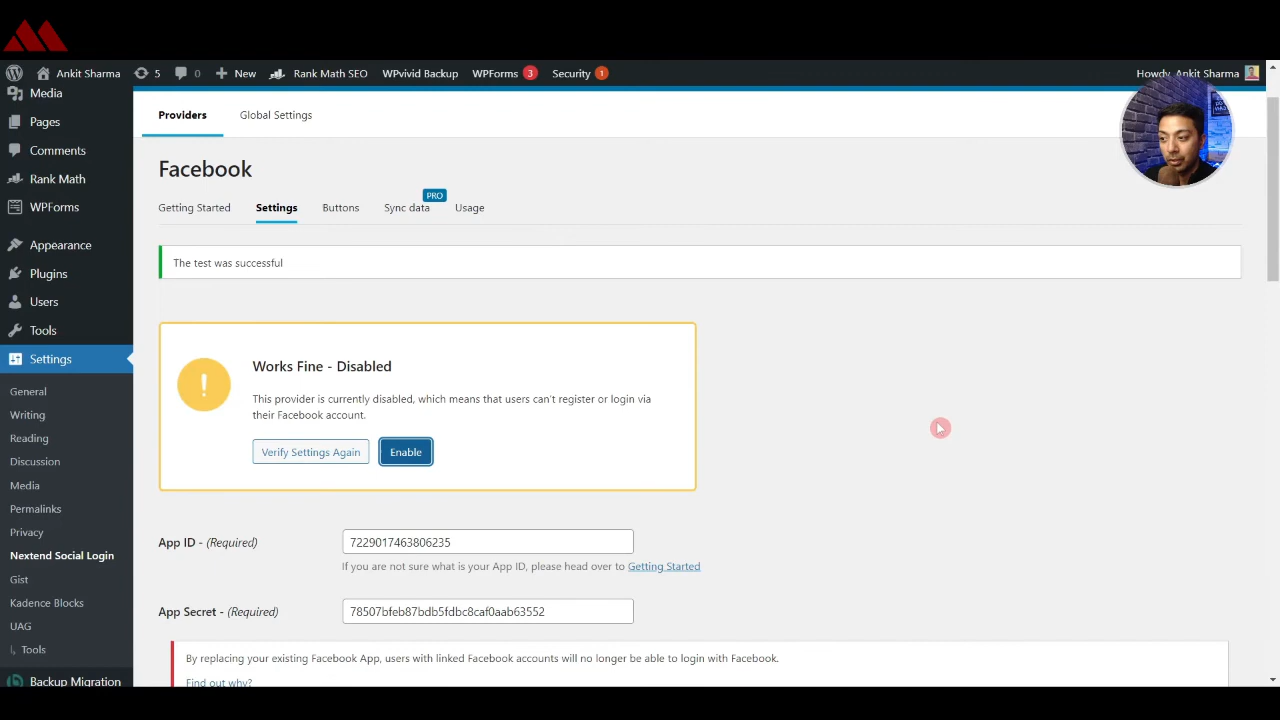 Ankit Sharma 5 0 New Rank Math SEO WPvivid Backup WPForms 3 Security 1 Howdy, Ankit Sharma
Media
Pages
Comments
Rank Math
WPForms
Appearance
Plugins
Users
Tools
Settings
General
Writing
Reading
Discussion
Media
Permalinks
Privacy
Nextend Social Login
Gist
Kadence Blocks
UAG
Tools
Backup Migration
Providers Global Settings
Facebook
PRO
Getting Started Settings Buttons Sync data Usage
The test was successful
Works Fine - Disabled
This provider is currently disabled, which means that users can't register or login via
their Facebook account.
Verify Settings Again Enable
App ID - (Required) 7229017463806235
If you are not sure what is your App ID, please head over to Getting Started
App Secret - (Required) 78507bfeb87bdb5fdbc8caf0aab63552
By replacing your existing Facebook App, users with linked Facebook accounts will no longer be able to login with Facebook.
Find out why?